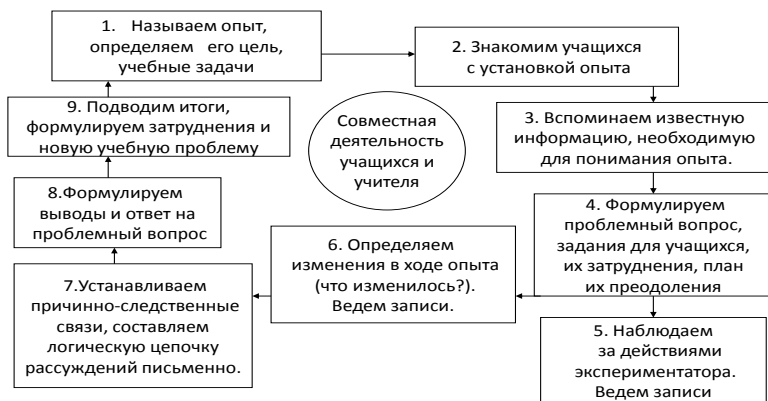 1. Называем опыт,
определяем его цель,
учебные задачи
2. Знакомим учащихся
с установкой опыта
3. Вспоминаем известную
информацию, необходимую
для понимания опыта.
4. Формулируем
проблемный вопрос,
задания для учащихся,
их затруднения, план
их преодоления
5. Наблюдаем
за действиями
экспериментатора.
Ведем записи
6. Определяем
изменения в ходе опыта
(что изменилось?).
Ведем записи.
7.Устанавливаем
причинно-следственные
связи, составляем
логическую цепочку
рассуждений письменно.
8.Формулируем
выводы и ответ на
проблемный вопрос
9. Подводим итоги,
формулируем затруднения и
новую учебную проблему
Совместная
деятельность
учащихся и
учителя